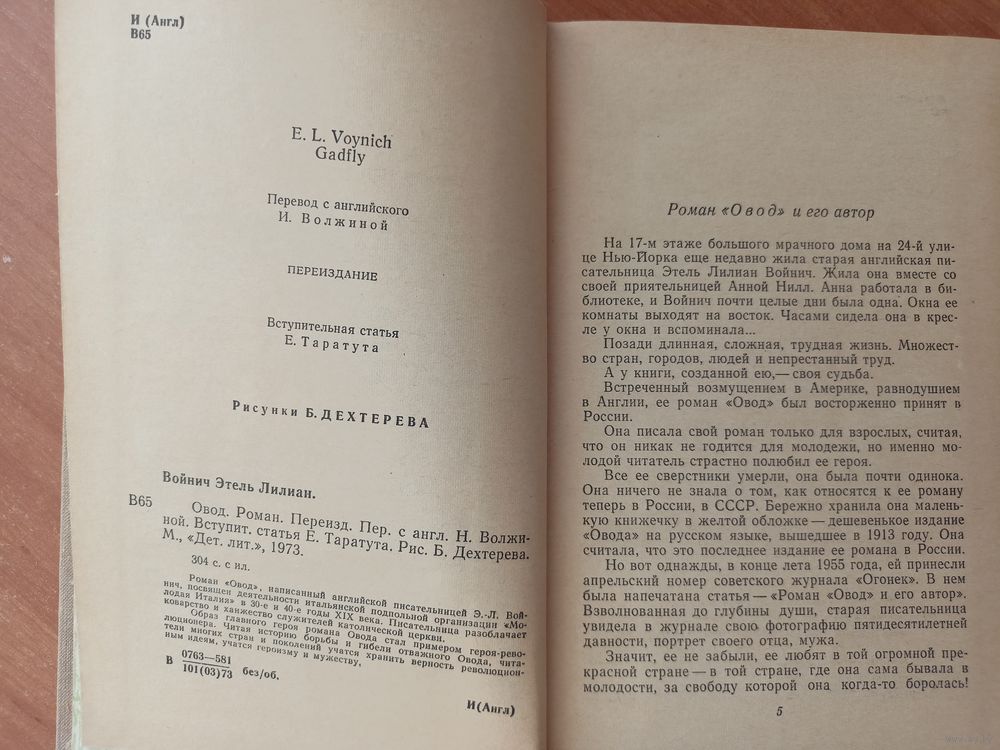 И (Англ)
В65
E. L. Voynich
Gadfly
Перевод с английского
И. Волжиной
ПЕРЕИЗДАНИЕ
Вступительная статья
Е. Таратута
Рисунки Б. ДЕХТЕРЕВА
Войнич Этель Лилиан.
В65
Овод. Роман. Переизд. Пер. с англ. Н. Волжи-
ной. Вступит. статья Е. Таратута. Рис. Б. Дехтерева.
М., «Дет. лит.», 1973.
304 с. с ил.
Роман «Овод», написанный английской писательницей Э.-Л. Вой-
нич, посвящен деятельности итальянской подпольной организации «Мо-
лодая Италия» в 30-е и 40-е годы XIX века. Писательница разоблачает
коварство и ханжество служителей католической церкви.
Образ главного героя романа Овода стал примером героя-рево-
люционера. Читая историю борьбы и гибели отважного Овода, чита-
тели многих стран и поколений учатся хранить верность революцион-
ным идеям, учатся героизму и мужеству,
В 0763—581
101(03)73 без/об.
И(Англ)
Роман «Овод» и его автор
На 17-м этаже большого мрачного дома на 24-й ули-
це Нью-Йорка еще недавно жила старая английская пи-
сательница Этель Лилиан Войнич. Жила она вместе со
своей приятельницей Анной Нилл. Анна работала в би-
блиотеке, и Войнич почти целые дни была одна. Окна ее
комнаты выходят на восток. Часами сидела она в крес-
ле у окна и вспоминала...
Позади длинная, сложная, трудная жизнь. Множест-
во стран, городов, людей и непрестанный труд.
А у книги, созданной ею,— своя судьба.
Встреченный возмущением в Америке, равнодушием
в Англии, ее роман «Овод» был восторженно принят в
России.
Она писала свой роман только для взрослых, считая,
что он никак не годится для молодежи, но именно мо-
лодой читатель страстно полюбил ее героя.
Все ее сверстники умерли, она была почти одинока.
Она ничего не знала о том, как относятся к ее роману
теперь в России, в СССР. Бережно хранила она малень-
кую книжечку в желтой обложке — дешевенькое издание
«Овода» на русском языке, вышедшее в 1913 году. Она
считала, что это последнее издание ее романа в России.
Но вот однажды, в конце лета 1955 года, ей принесли
апрельский номер советского журнала «Огонек». В нем
была напечатана статья — «Роман «Овод» и его автор».
Взволнованная до глубины души, старая писательница
увидела в журнале свою фотографию пятидесятилетней
давности, портрет своего отца, мужа.
Значит, ее не забыли, ее любят в той огромной пре-
красной стране — в той стране, где она сама бывала в
молодости, за свободу которой она когда-то боролась!
5